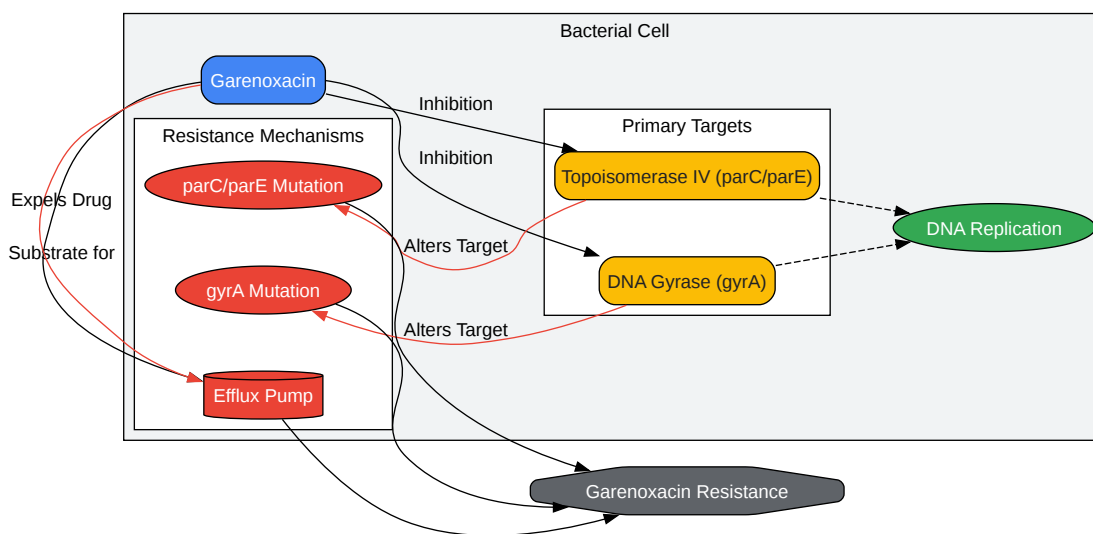 Bacterial Cell
Garenoxacin
Inhibition
Resistance Mechanisms
Primary Targets
Inhibition
Topoisomerase IV (parC/parE)
parC/parE Mutation
Expels Drug
DNA Replication
Substrate for
Alters Target
DNA Gyrase (gyrA)
gyrA Mutation
Alters Target
Efflux Pump
Garenoxacin Resistance